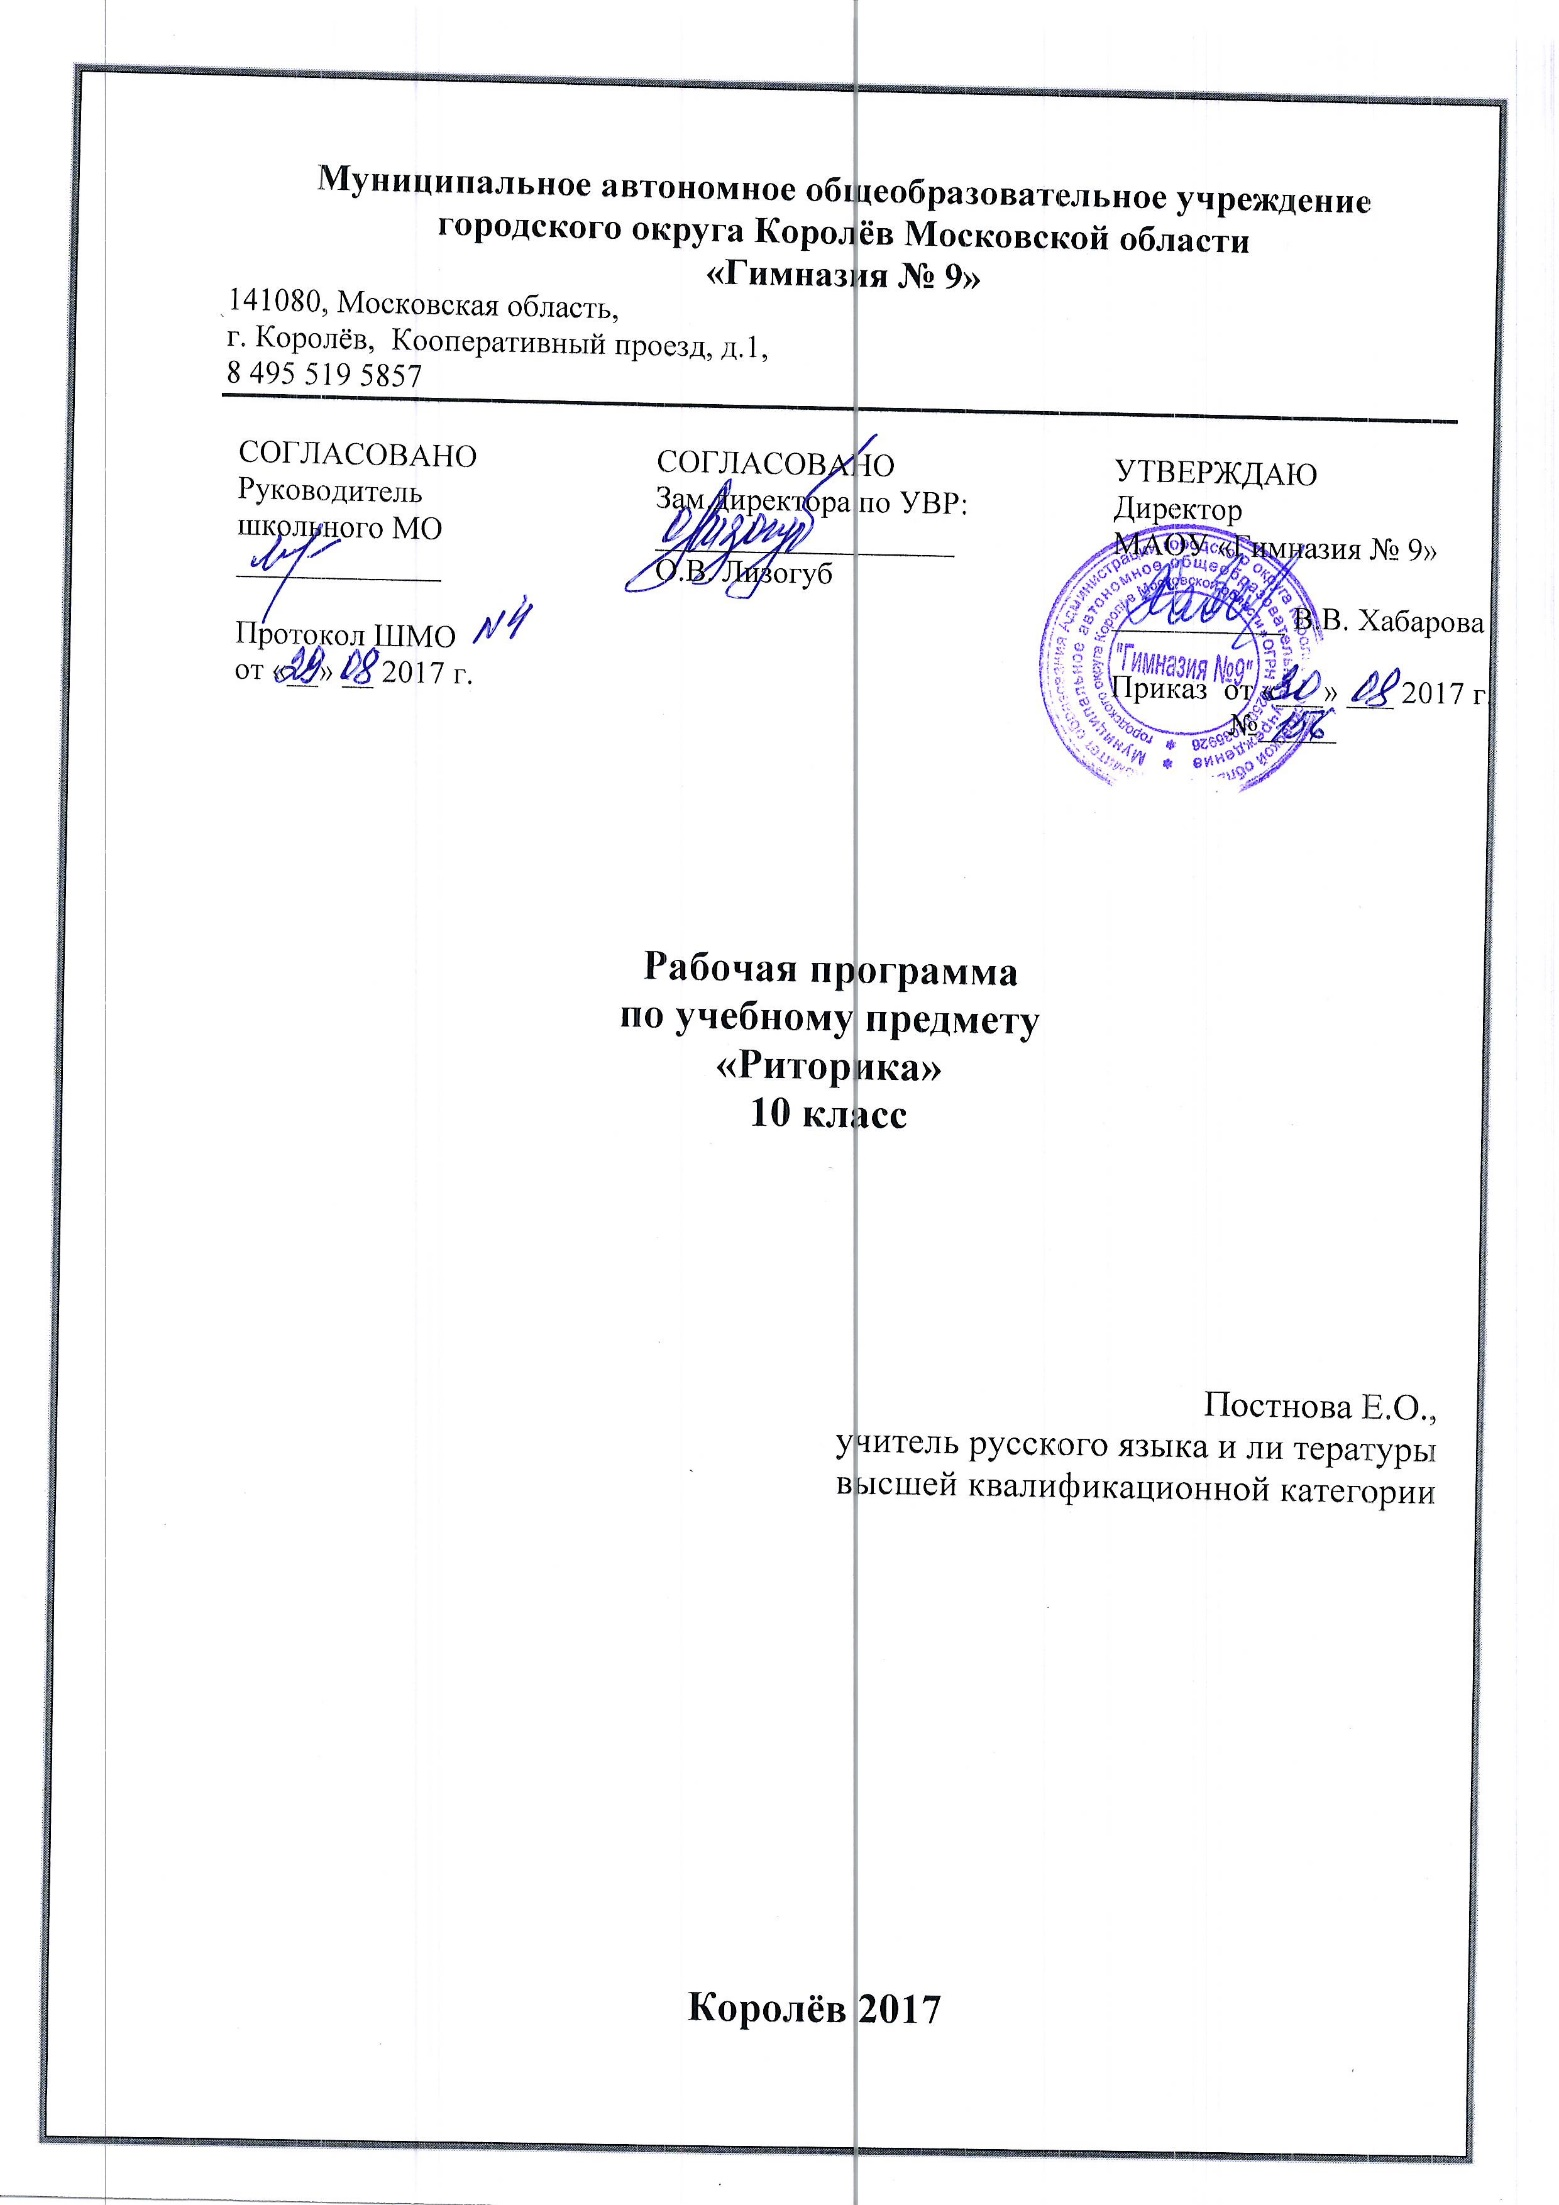 Муниципальное автономное общеобразовательное учреждение
городского округа Королёв Московской области
«Гимназия № 9»
141080, Московская область,
г. Королёв, Кооперативный проезд, д.1,
8 495 519 5857
СОГЛАСОВАНО
Руководитель
школьного МО
Протокол ШМО №4
от «29» 08 2017 г.
СОГЛАСОВАНО
Зам.директора по УВР:
О.В. Лизогуб
УТВЕРЖДАЮ
Директор
МАОУ «Гимназия № 9»
В.В. Хабарова
Приказ от «30» 08 2017 г.
№ 156
"Гимназия №9"
Рабочая программа
по учебному предмету
«Риторика»
10 класс
Постнова Е.О.,
учитель русского языка и ли тературы
высшей квалификационной категории
Королёв 2017